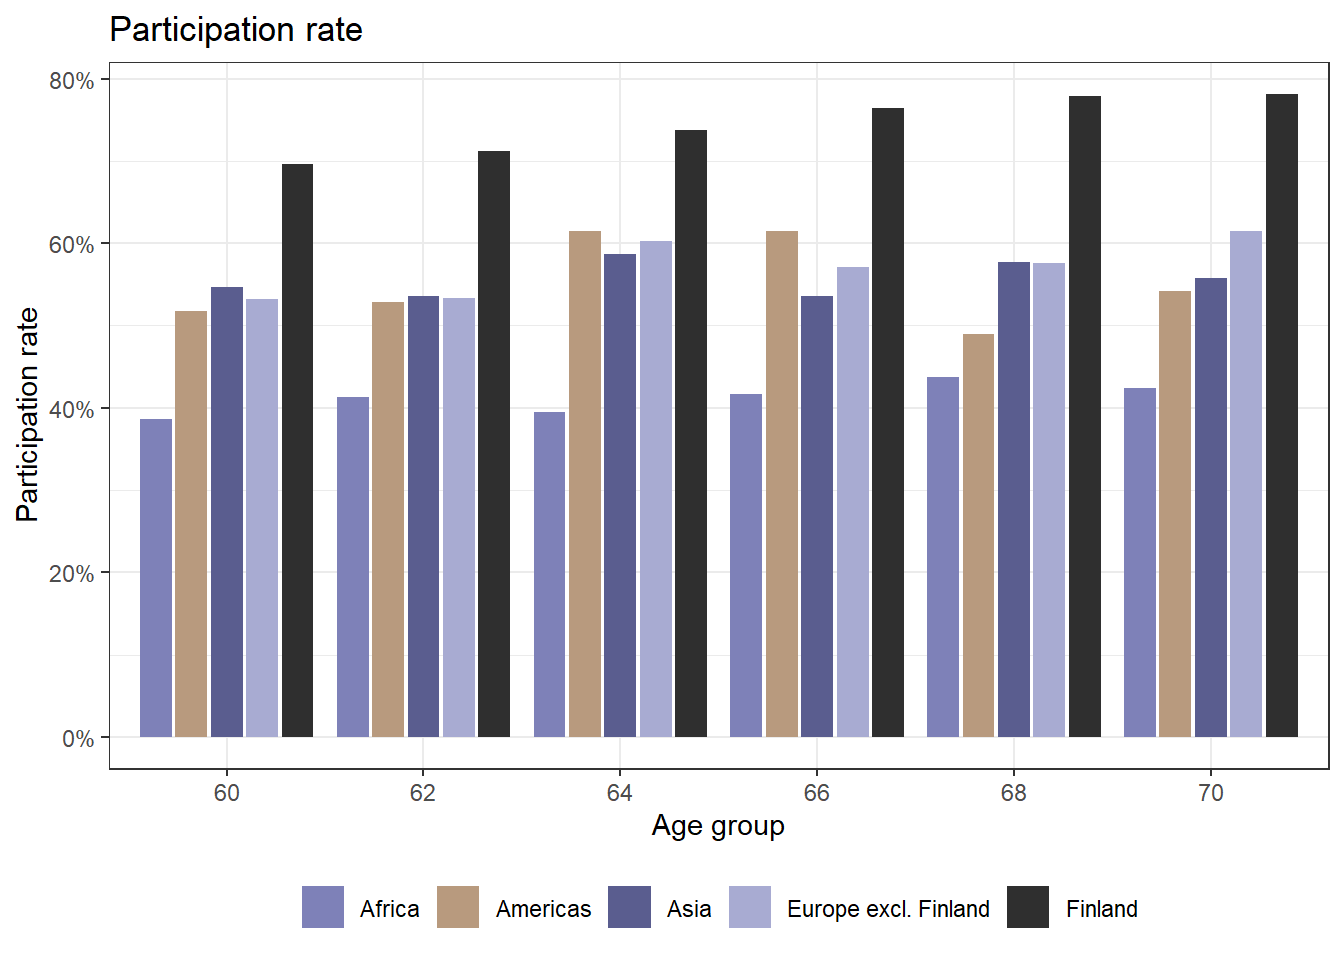 Participation rate
Participation rate
80%
60%
40%
20%
0%
60 62 64 66 68 70
Age group
Africa Americas Asia Europe excl. Finland Finland